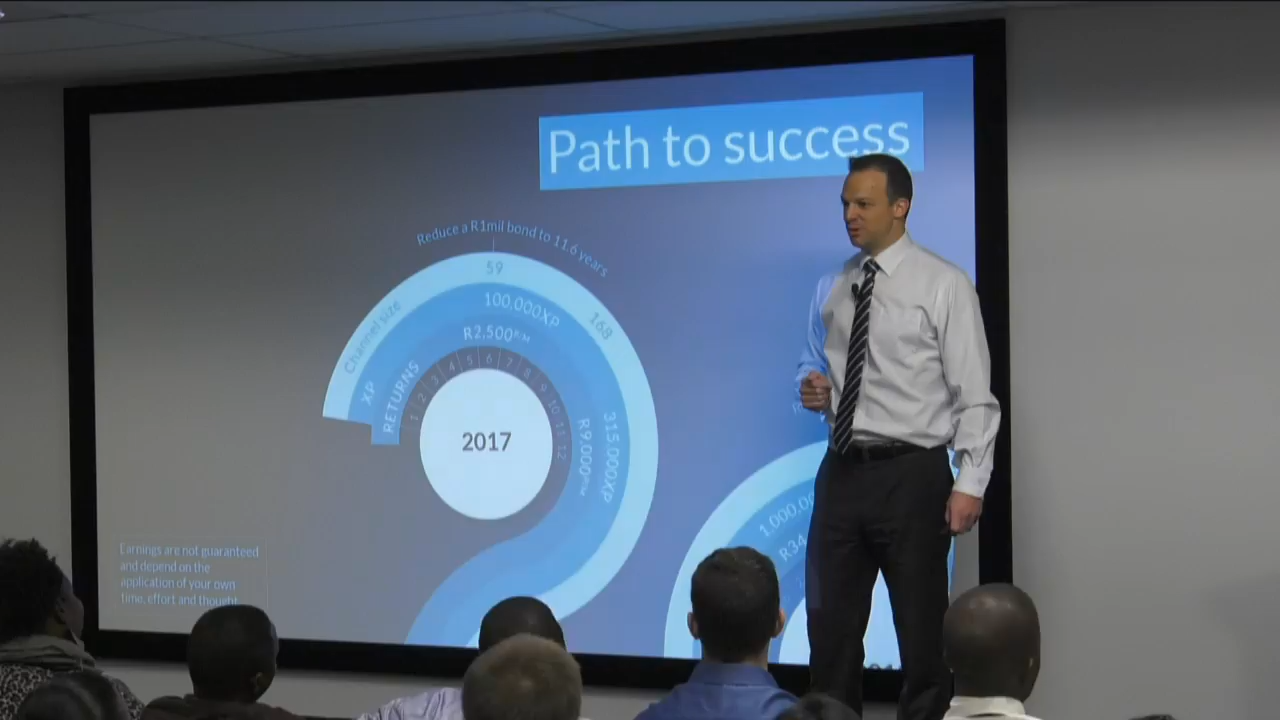 Path to success
Reduce a R1mil bond to 11.6 years
59
168
Channel size
100.000XP
315.000XP
XP
R2.500P/M
R9.000P/M
RETURNS
1 2 3 4 5 6 7 8 9 10 11 12
2017
1.000.00
R34
Earnings are not guaranteed
and depend on the
application of your own
time, effort and thought